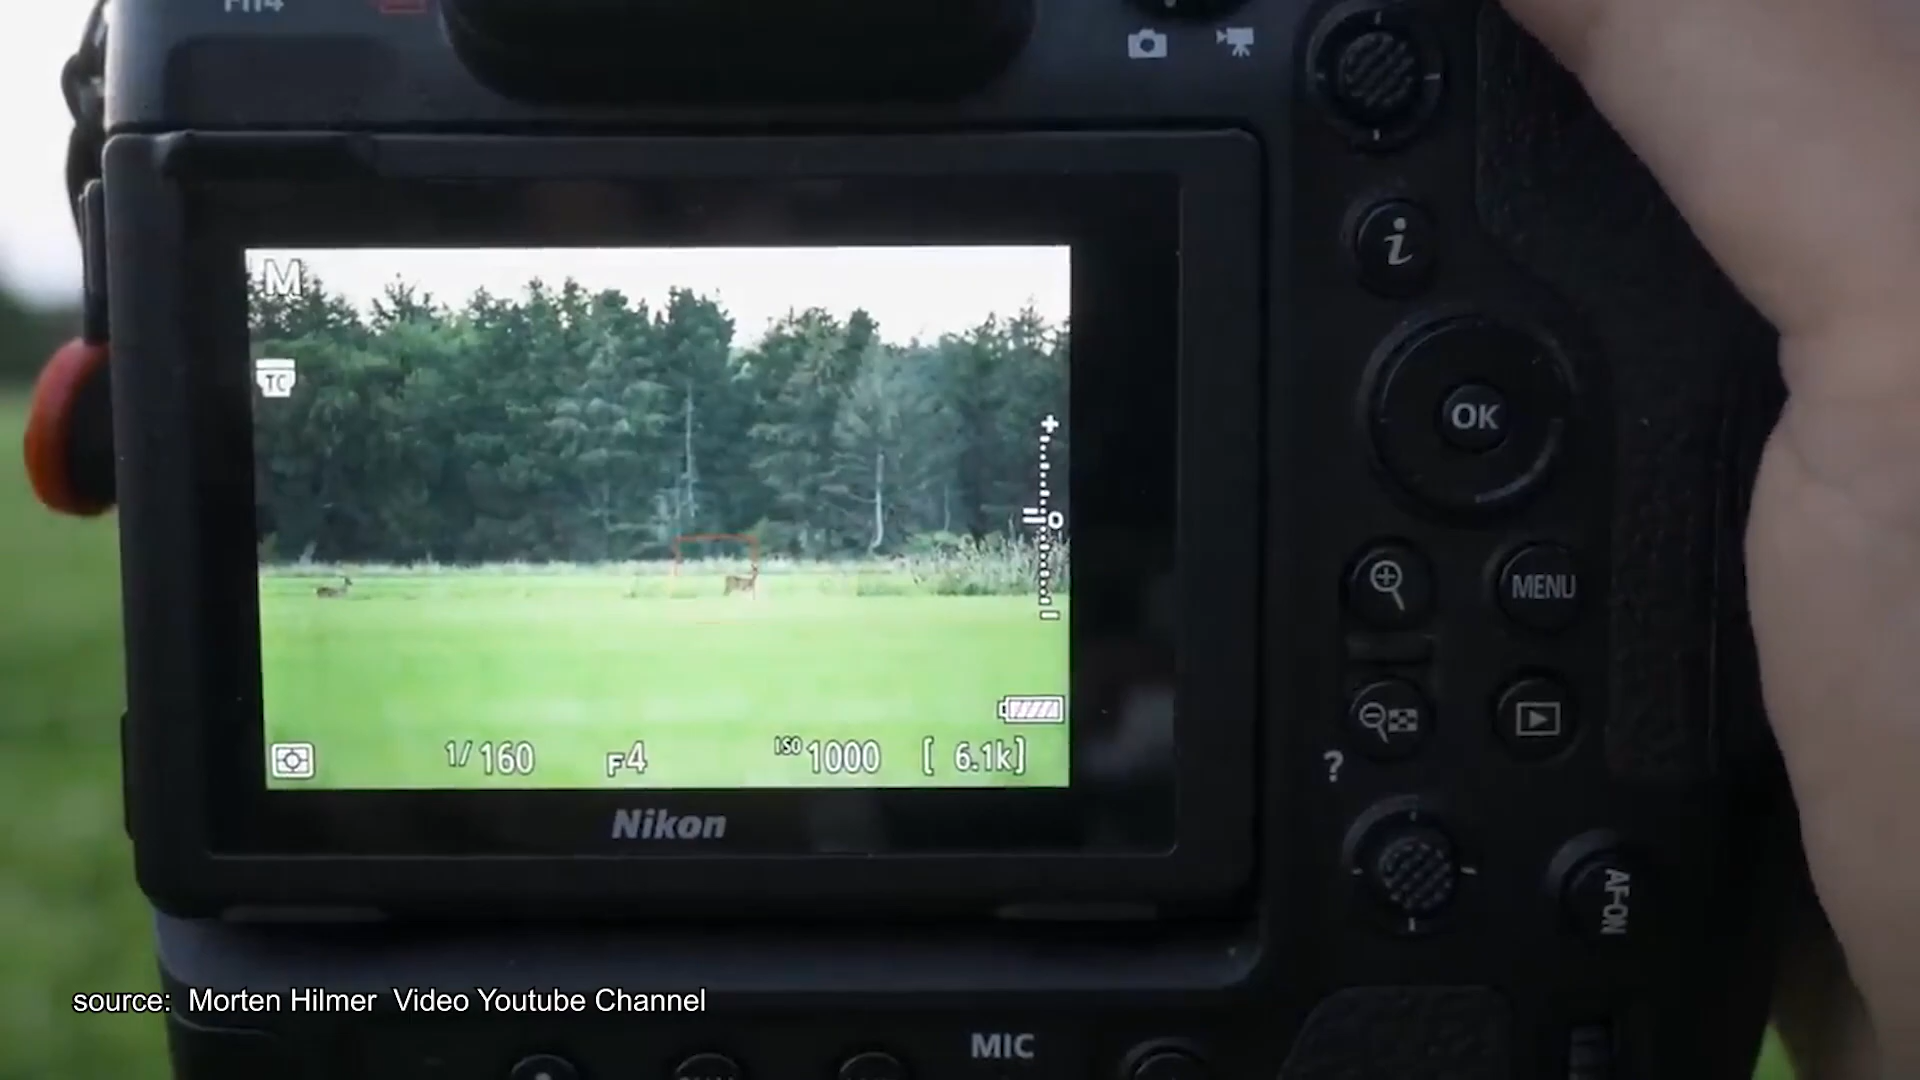 M
i
TC
OK
+
0
MENU
1/160 F4 ISO 1000 [ 6.1k]
?
Nikon
AF-ON
source: Morten Hilmer Video Youtube Channel
MIC